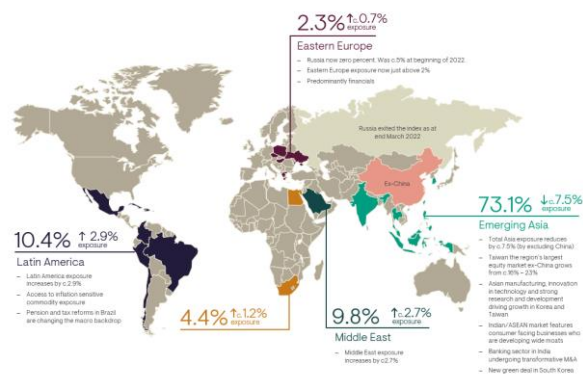 2.3% ↑c.0.7%
exposure
Eastern Europe
– Russia now zero percent. Was c.5% at beginning of 2022
– Eastern Europe exposure now just above 2%
– Predominantly financials
Russia exited the index as at
end March 2022
Ex-China
73.1% ↓c.7.5%
exposure
Emerging Asia
– Total Asia exposure reduces
by c.7.5% (by excluding China)
– Taiwan the region's largest
equity market ex-China grows
from c.16% – 23%
– Asian manufacturing, innovation
in technology and strong
research and development
driving growth in Korea and
Taiwan
– Indian/ASEAN market features
consumer facing businesses who
are developing wide moats
– Banking sector in India
undergoing transformative M&A
– New green deal in South Korea
10.4% ↑ 2.9%
exposure
Latin America
– Latin America exposure
increases by c.2.9%
– Access to inflation sensitive
commodity exposure
– Pension and tax reforms in Brazil
are changing the macro backdrop
4.4% ↑c.1.2%
exposure
9.8% ↑c.2.7%
exposure
Middle East
– Middle East exposure
increases by c.2.7%